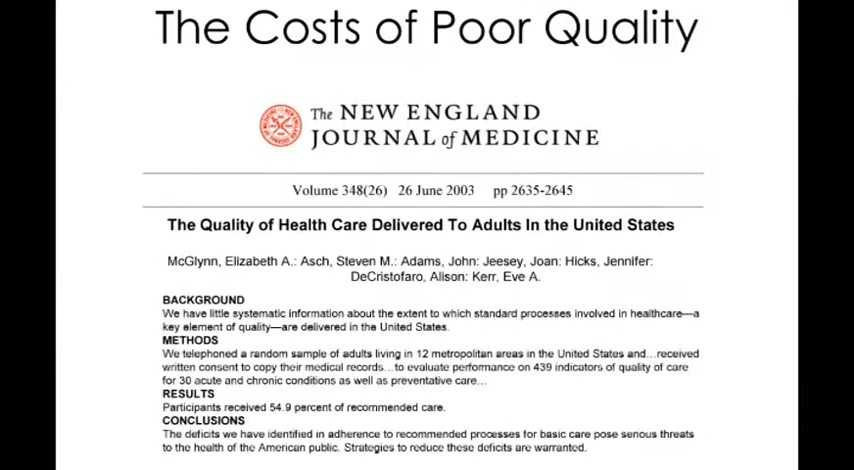 The Costs of Poor Quality
The NEW ENGLAND
JOURNAL of MEDICINE
Volume 348(26) 26 June 2003 pp 2635-2645
The Quality of Health Care Delivered To Adults In the United States
McGlynn, Elizabeth A.: Asch, Steven M.: Adams, John: Jeesey, Joan: Hicks, Jennifer:
DeCristofaro, Alison: Kerr, Eve A.
BACKGROUND
We have little systematic information about the extent to which standard processes involved in healthcare—a
key element of quality—are delivered in the United States.
METHODS
We telephoned a random sample of adults living in 12 metropolitan areas in the United States and…received
written consent to copy their medical records…to evaluate performance on 439 indicators of quality of care
for 30 acute and chronic conditions as well as preventative care…
RESULTS
Participants received 54.9 percent of recommended care.
CONCLUSIONS
The deficits we have identified in adherence to recommended processes for basic care pose serious threats
to the health of the American public. Strategies to reduce these deficits are warranted.